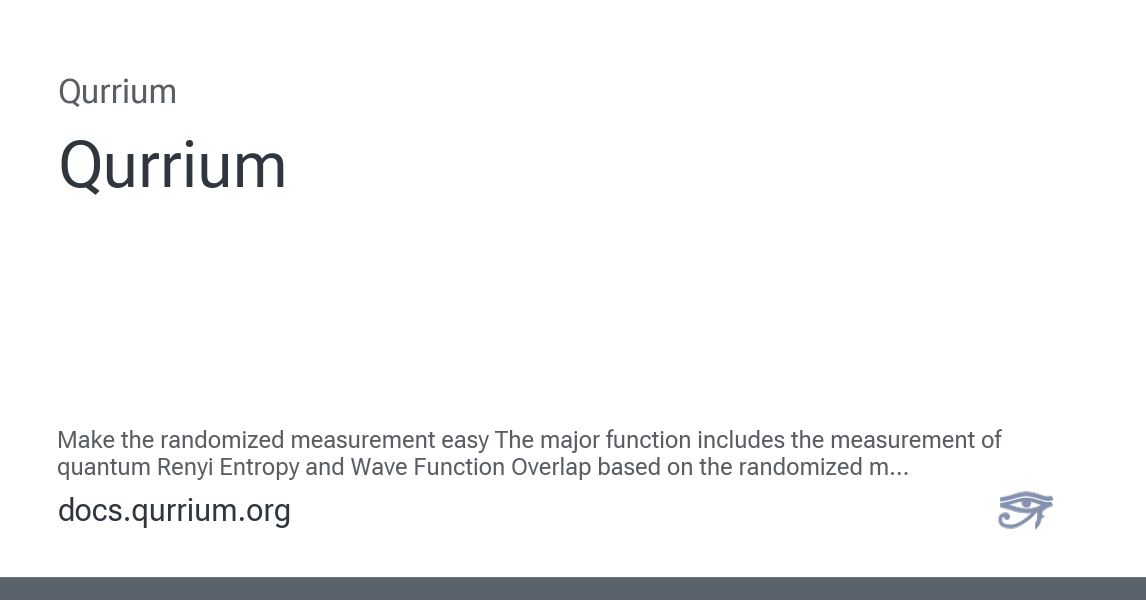 Qurrium
Qurrium
Make the randomized measurement easy The major function includes the measurement of
quantum Renyi Entropy and Wave Function Overlap based on the randomized m...
docs.qurrium.org